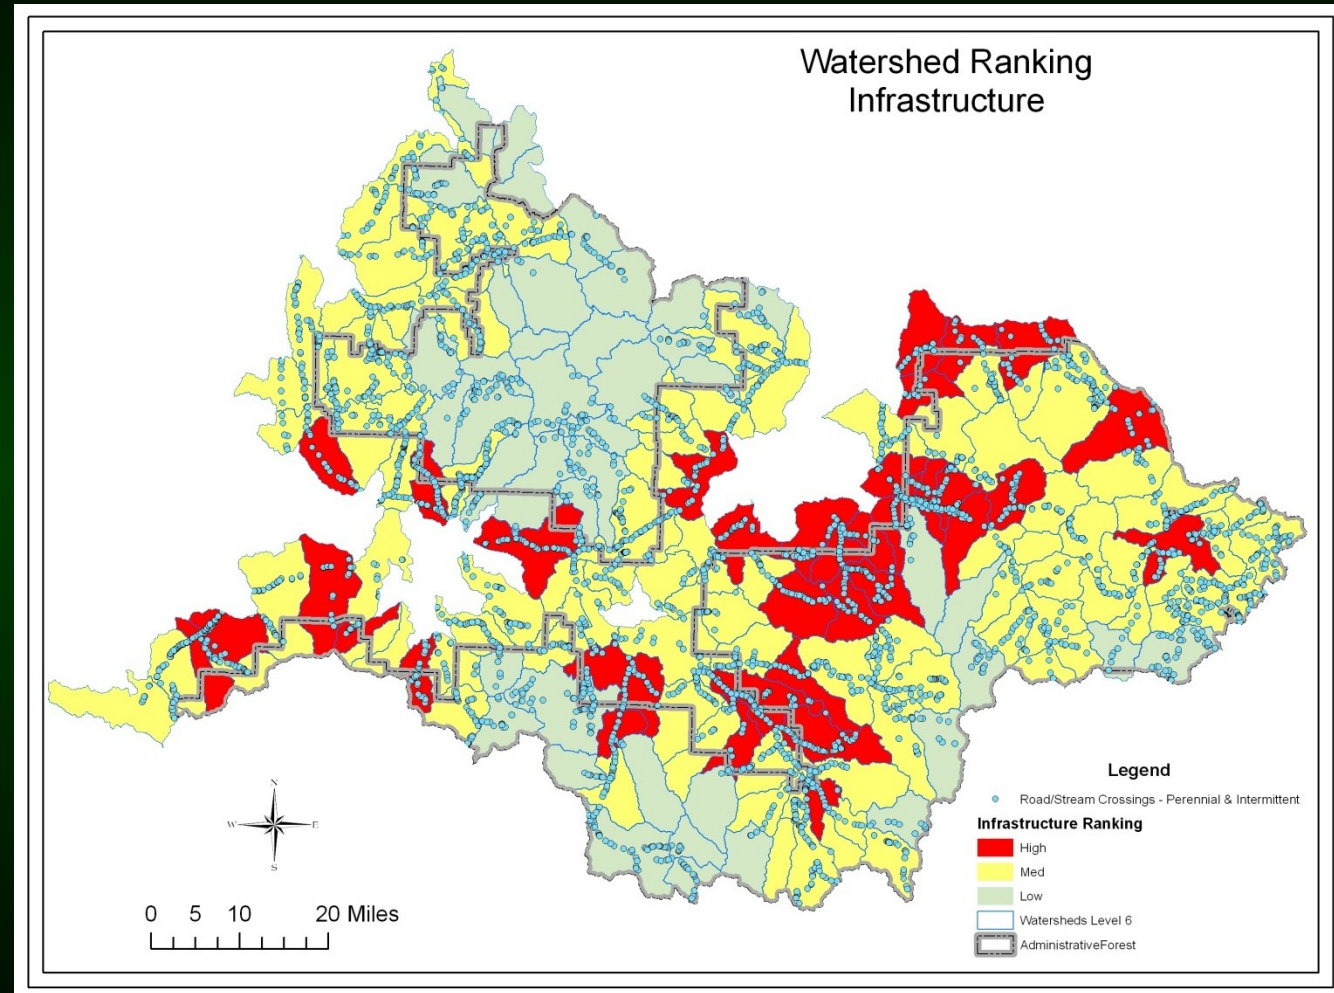 Watershed Ranking
Infrastructure
N
W
E
S
0 5 10 20 Miles
Legend
Road/Stream Crossings - Perennial & Intermittent
Infrastructure Ranking
High
Med
Low
Watersheds Level 6
AdministrativeForest